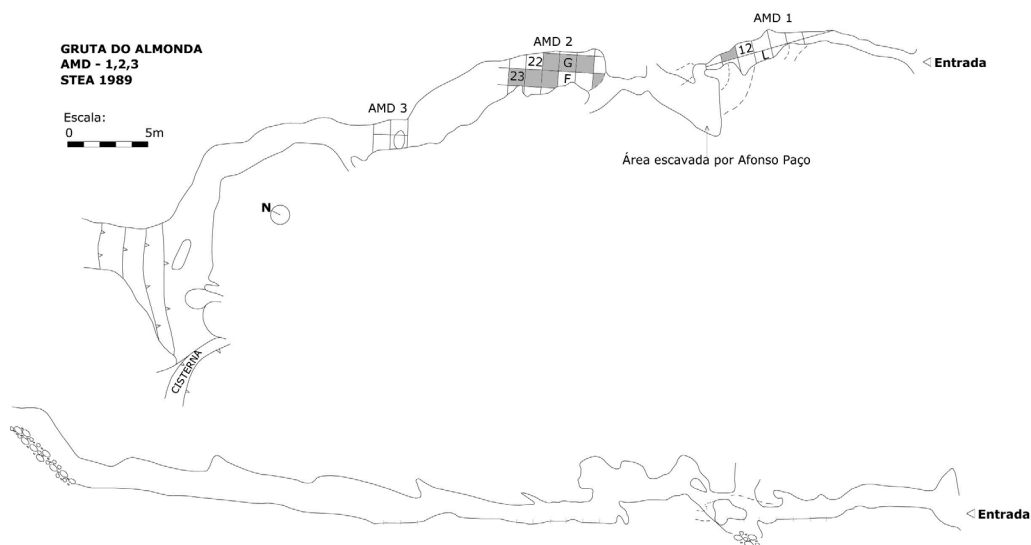 GRUTA DO ALMONDA
AMD - 1,2,3
STEA 1989
Escala:
0 5m
AMD 1
12
L
Entrada
AMD 2
22
G
23
F
AMD 3
Área escavada por Afonso Paço
N
CISTERNA
Entrada